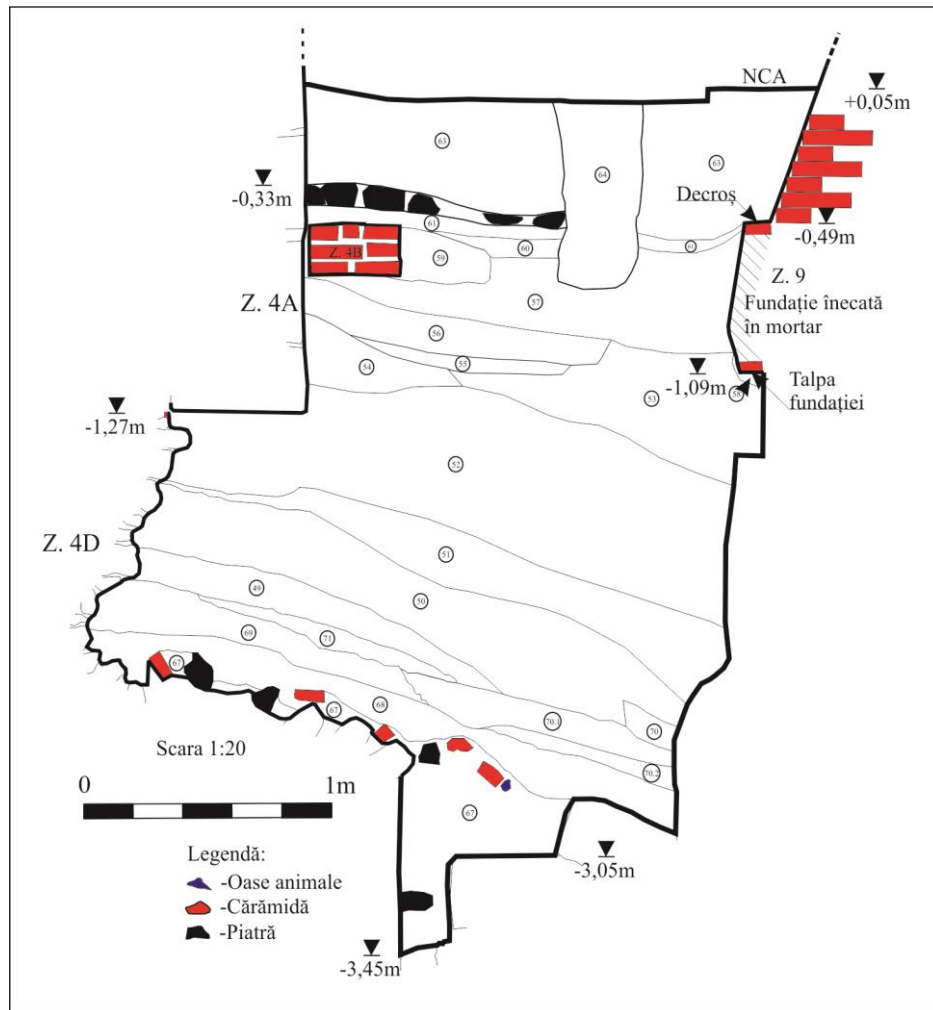 NCA
+0,05m
63
63
64
-0,33m
Decroș
61
-0,49m
60
61
Z. 4B
59
Z. 9
Fundație înecată
în mortar
Z. 4A
57
56
55
54
-1,09m
Talpa
fundației
53
58
-1,27m
52
Z. 4D
51
49
50
69
71
67
68
67
70.1
70
70.2
Scara 1:20
0
1m
67
Legendă:
-Oase animale
-Cărămidă
-Piatră
-3,05m
-3,45m